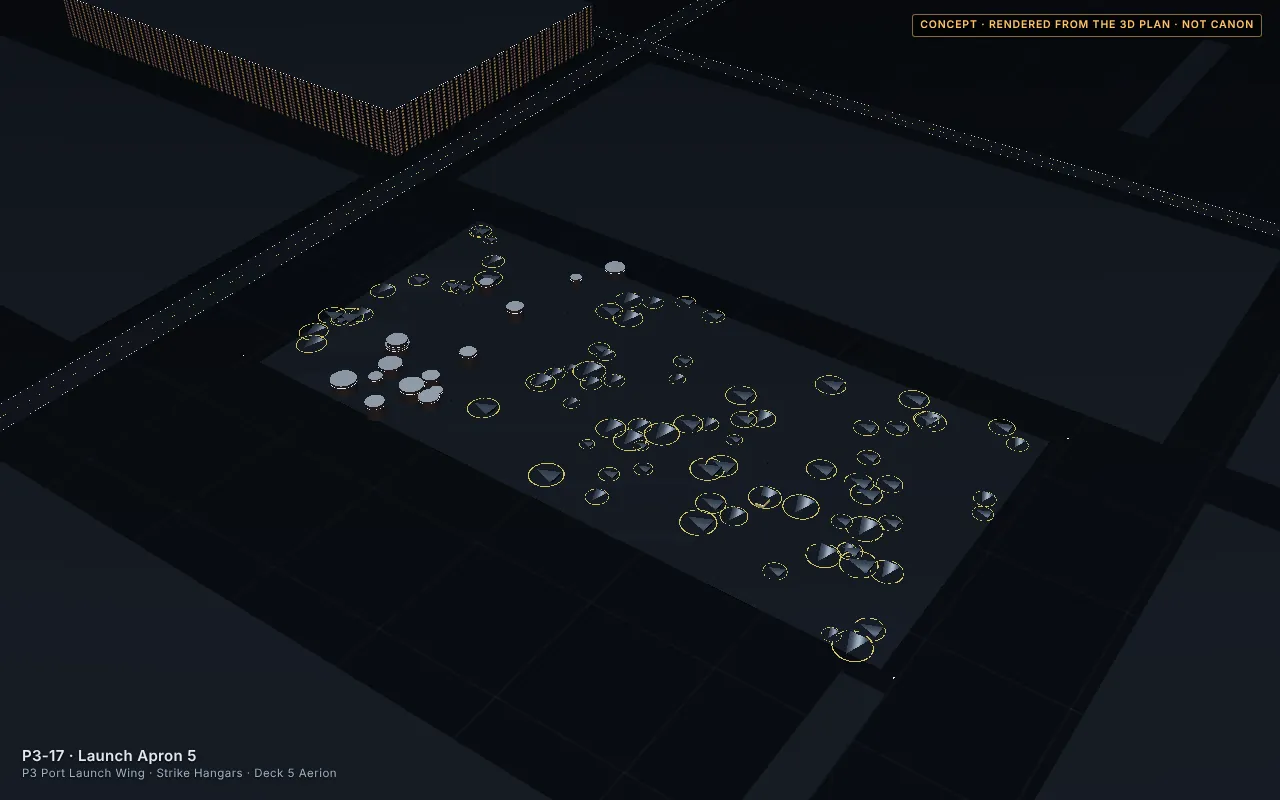 CONCEPT · RENDERED FROM THE 3D PLAN · NOT CANON
P3-17 · Launch Apron 5
P3 Port Launch Wing · Strike Hangars · Deck 5 Aerion